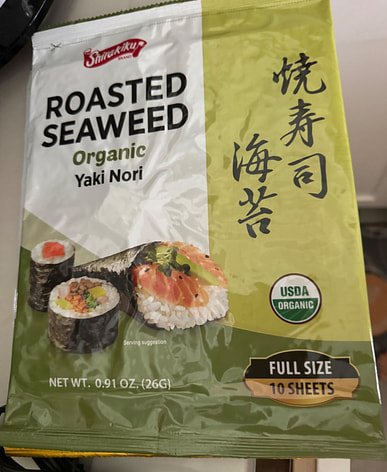 Shirakiku
BRAND
ROASTED
SEAWEED
Organic
Yaki Nori
焼寿司
海苔
USDA
ORGANIC
Serving suggestion
NET WT. 0.91 OZ. (26G)
FULL SIZE
10 SHEETS